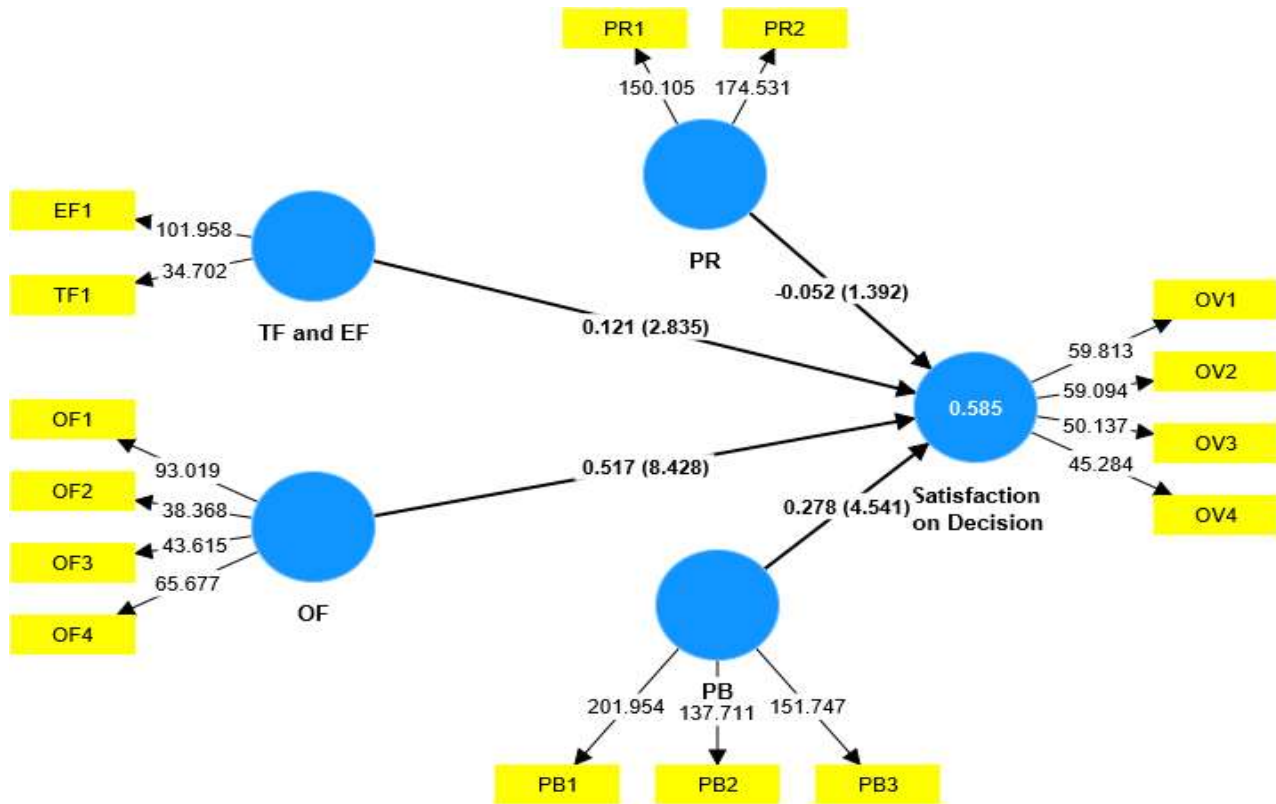 PR1
PR2
150.105
174.531
PR
EF1
TF1
101.958
34.702
TF and EF
-0.052 (1.392)
0.121 (2.835)
OF1
OF2
OF3
OF4
93.019
38.368
43.615
65.677
OF
0.517 (8.428)
0.278 (4.541)
0.585
Satisfaction
on Decision
OV1
OV2
OV3
OV4
59.813
59.094
50.137
45.284
PB
201.954
137.711
151.747
PB1
PB2
PB3